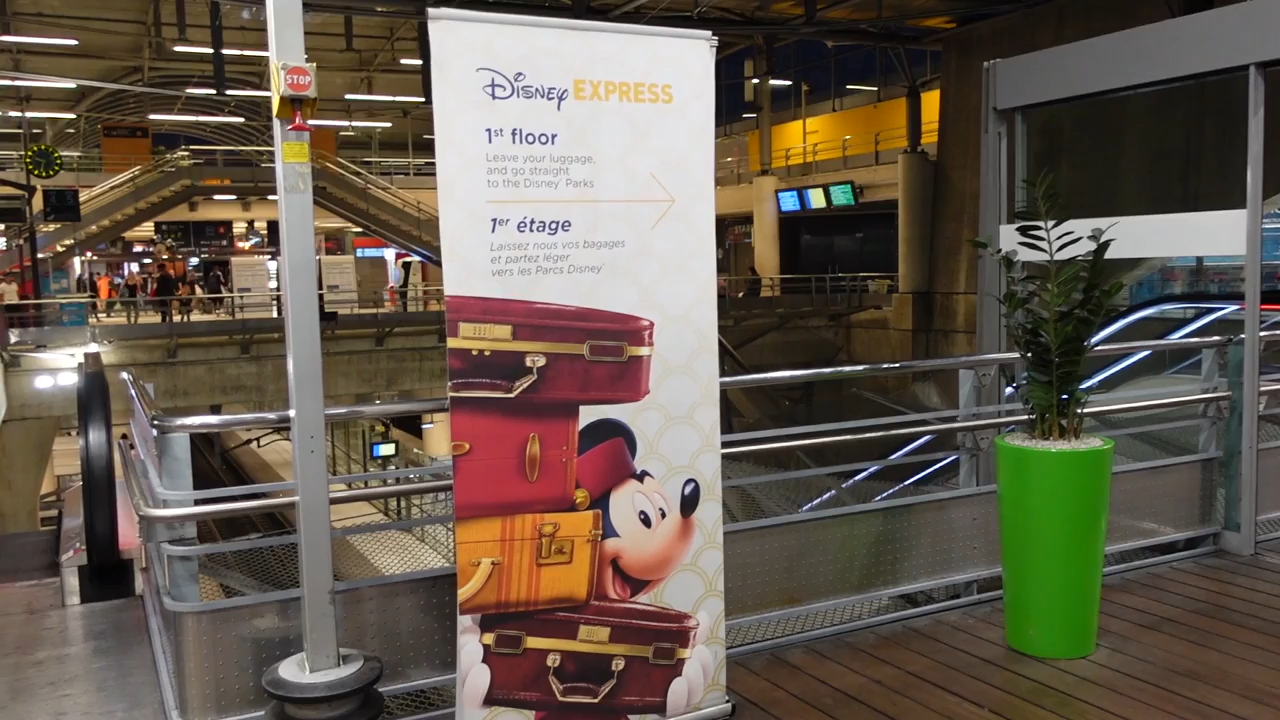 STOP
Disney EXPRESS
1st floor
Leave your luggage,
and go straight
to the Disney® Parks
1er étage
Laissez nous vos bagages
et partez léger
vers les Parcs Disney®